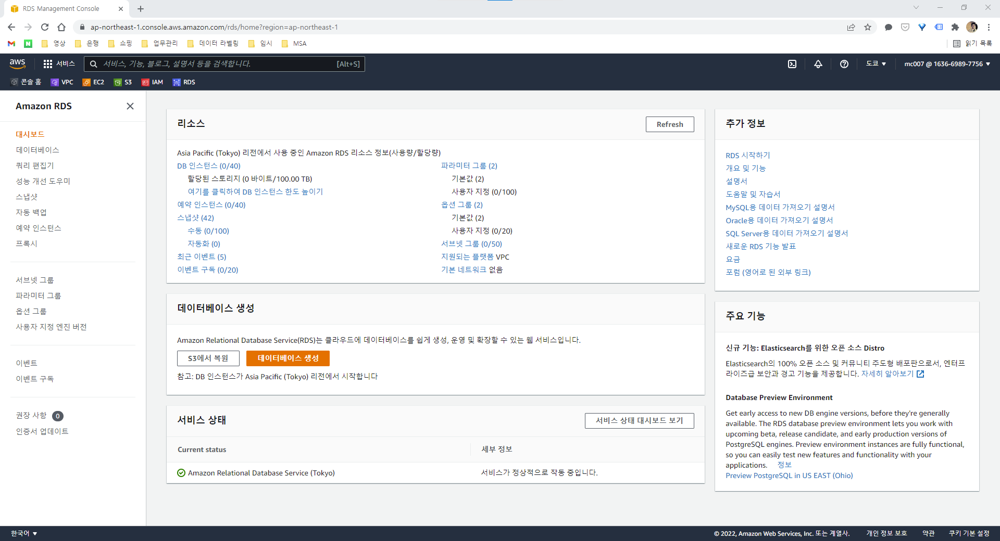 RDS Management Console
ap-northeast-1.console.aws.amazon.com/rds/home?region=ap-northeast-1
영상
은행
쇼핑
업무관리
데이터 라벨링
임시
MSA
읽기 목록
aws
서비스
서비스, 기능, 블로그, 설명서 등을 검색합니다.
[Alt+S]
도쿄
mc007 @ 1636-6989-7756
콘솔 홈
VPC
EC2
S3
IAM
RDS
Amazon RDS
대시보드
데이터베이스
쿼리 편집기
성능 개선 도우미
스냅샷
자동 백업
예약 인스턴스
프록시
서브넷 그룹
파라미터 그룹
옵션 그룹
사용자 지정 엔진 버전
이벤트
이벤트 구독
권장 사항 0
인증서 업데이트
리소스
Refresh
Asia Pacific (Tokyo) 리전에서 사용 중인 Amazon RDS 리소스 정보(사용량/할당량)
DB 인스턴스 (0/40)
할당된 스토리지 (0 바이트/100.00 TB)
여기를 클릭하여 DB 인스턴스 한도 높이기
예약 인스턴스 (0/40)
스냅샷 (42)
수동 (0/100)
자동화 (0)
최근 이벤트 (5)
이벤트 구독 (0/20)
파라미터 그룹 (2)
기본값 (2)
사용자 지정 (0/100)
옵션 그룹 (2)
기본값 (2)
사용자 지정 (0/20)
서브넷 그룹 (0/50)
지원되는 플랫폼 VPC
기본 네트워크 없음
데이터베이스 생성
Amazon Relational Database Service(RDS)는 클라우드에 데이터베이스를 쉽게 생성, 운영 및 확장할 수 있는 웹 서비스입니다.
S3에서 복원
데이터베이스 생성
참고: DB 인스턴스가 Asia Pacific (Tokyo) 리전에서 시작합니다
서비스 상태
서비스 상태 대시보드 보기
Current status
세부 정보
Amazon Relational Database Service (Tokyo)
서비스가 정상적으로 작동 중입니다.
추가 정보
RDS 시작하기
개요 및 기능
설명서
도움말 및 자습서
MySQL용 데이터 가져오기 설명서
Oracle용 데이터 가져오기 설명서
SQL Server용 데이터 가져오기 설명서
새로운 RDS 기능 발표
요금
포럼 (영어로 된 외부 링크)
주요 기능
신규 기능: Elasticsearch를 위한 오픈 소스 Distro
Elasticsearch의 100% 오픈 소스 및 커뮤니티 주도형 배포판으로서, 엔터프
라이즈급 보안과 경고 기능을 제공합니다. 자세히 알아보기
Database Preview Environment
Get early access to new DB engine versions, before they're generally
available. The RDS database preview environment lets you work with
upcoming beta, release candidate, and early production versions of
PostgreSQL engines. Preview environment instances are fully functional,
so you can easily test new features and functionality with your
applications. 정보
Preview PostgreSQL in US EAST (Ohio)
한국어
© 2022, Amazon Web Services, Inc. 또는 계열사.
개인 정보 보호
약관
쿠키 기본 설정